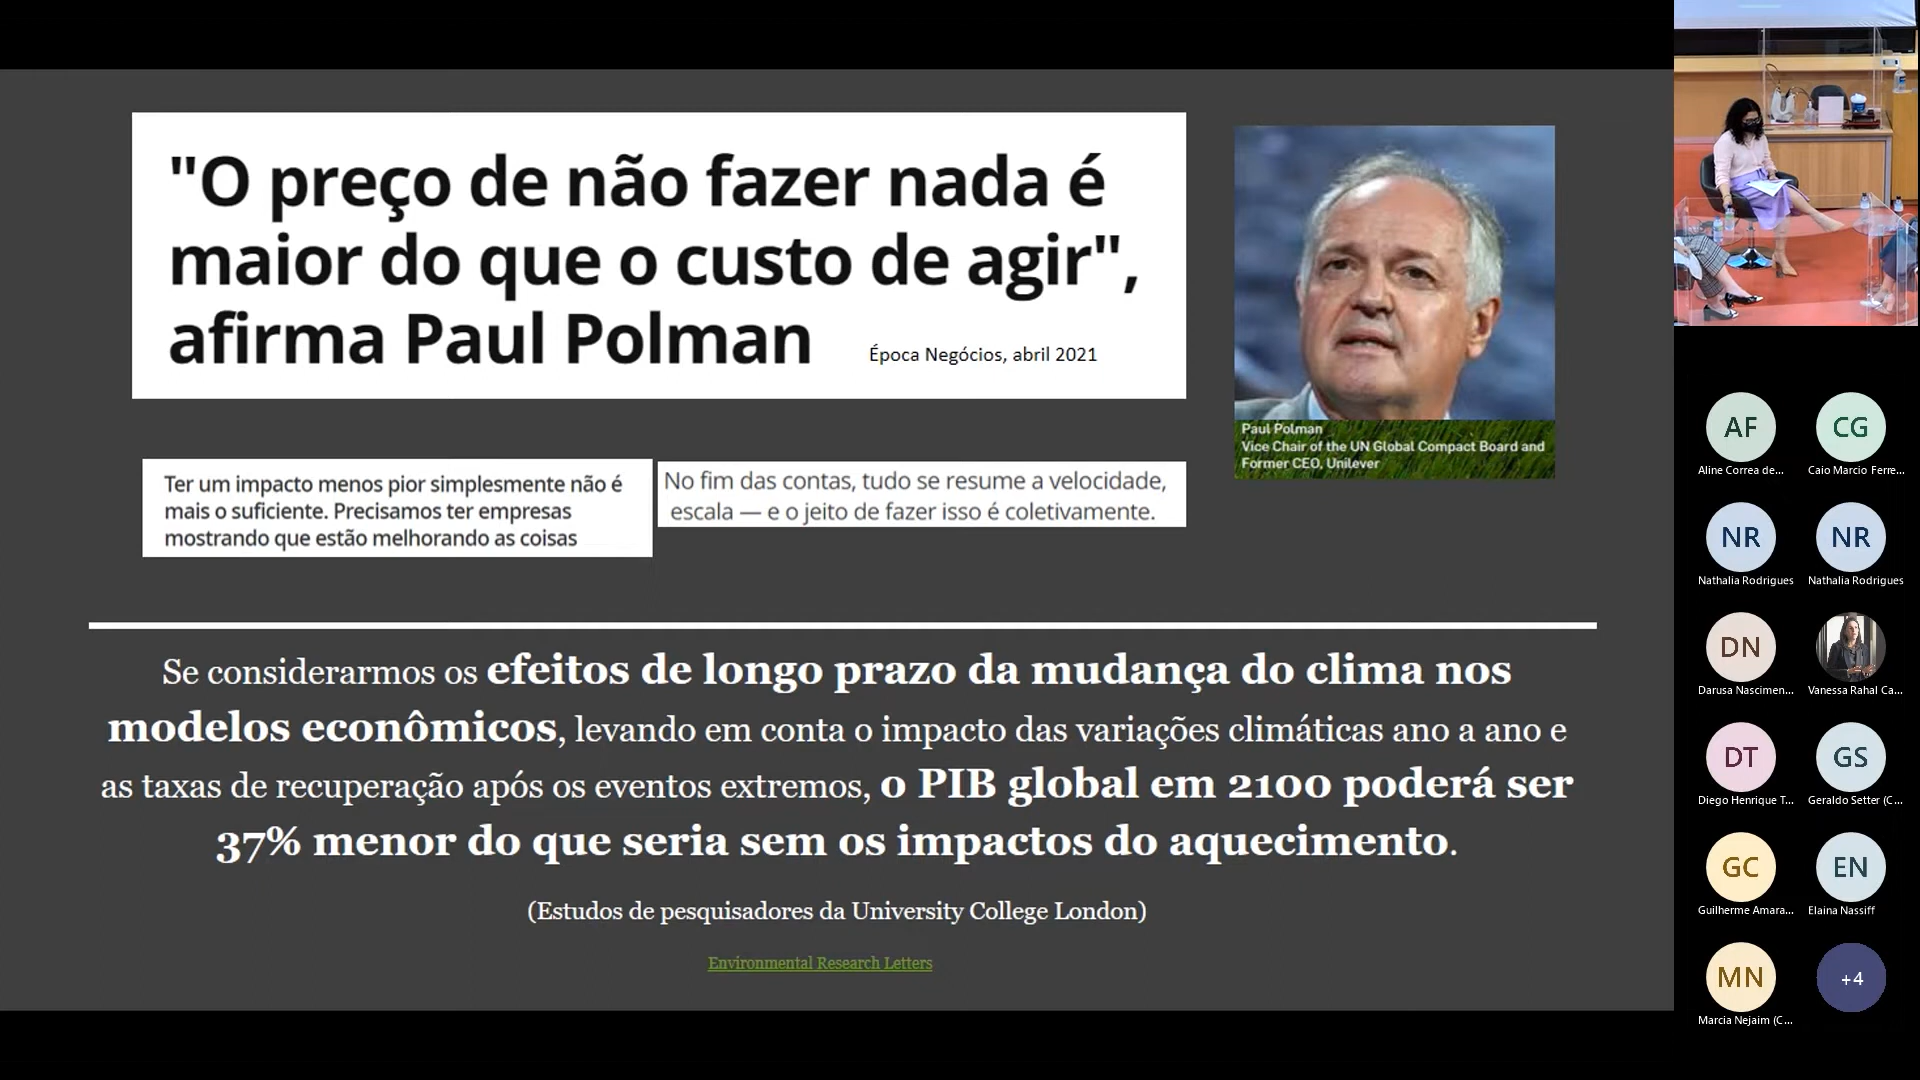 "O preço de não fazer nada é
maior do que o custo de agir",
afirma Paul Polman
Época Negócios, abril 2021
Paul Polman
Vice Chair of the UN Global Compact Board and
Former CEO, Unilever
Ter um impacto menos pior simplesmente não é
mais o suficiente. Precisamos ter empresas
mostrando que estão melhorando as coisas
No fim das contas, tudo se resume a velocidade,
escala — e o jeito de fazer isso é coletivamente.
Se considerarmos os efeitos de longo prazo da mudança do clima nos
modelos econômicos, levando em conta o impacto das variações climáticas ano a ano e
as taxas de recuperação após os eventos extremos, o PIB global em 2100 poderá ser
37% menor do que seria sem os impactos do aquecimento.
(Estudos de pesquisadores da University College London)
Environmental Research Letters
AF
Aline Correa de...
CG
Caio Marcio Ferre...
NR
Nathalia Rodrigues
NR
Nathalia Rodrigues
DN
Darusa Nascimen...
Vanessa Rahal Ca...
DT
Diego Henrique T...
GS
Geraldo Setter (C...
GC
Guilherme Amara...
EN
Elaina Nassiff
MN
Marcia Nejaim (C...
+4